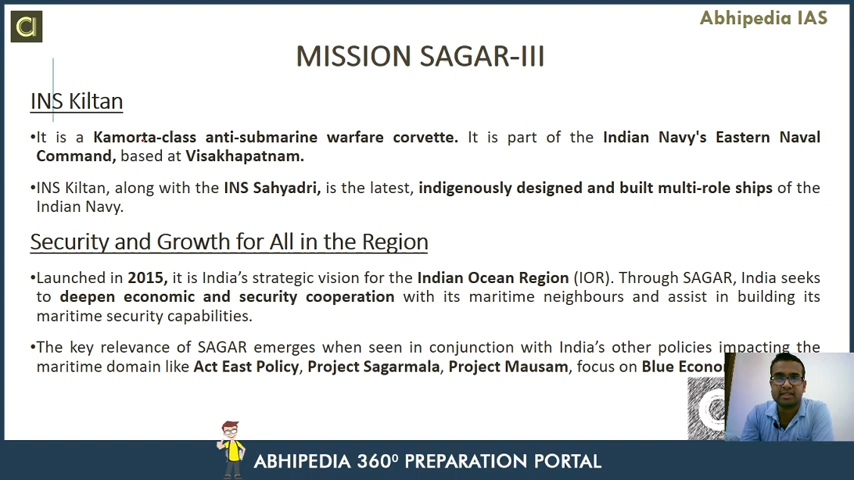 Abhipedia IAS
MISSION SAGAR-III
INS Kiltan
•It is a Kamorta-class anti-submarine warfare corvette. It is part of the Indian Navy's Eastern Naval
Command, based at Visakhapatnam.
•INS Kiltan, along with the INS Sahyadri, is the latest, indigenously designed and built multi-role ships of the
Indian Navy.
Security and Growth for All in the Region
•Launched in 2015, it is India's strategic vision for the Indian Ocean Region (IOR). Through SAGAR, India seeks
to deepen economic and security cooperation with its maritime neighbours and assist in building its
maritime security capabilities.
•The key relevance of SAGAR emerges when seen in conjunction with India's other policies impacting the
maritime domain like Act East Policy, Project Sagarmala, Project Mausam, focus on Blue
ABHIPEDIA 360⁰ PREPARATION PORTAL